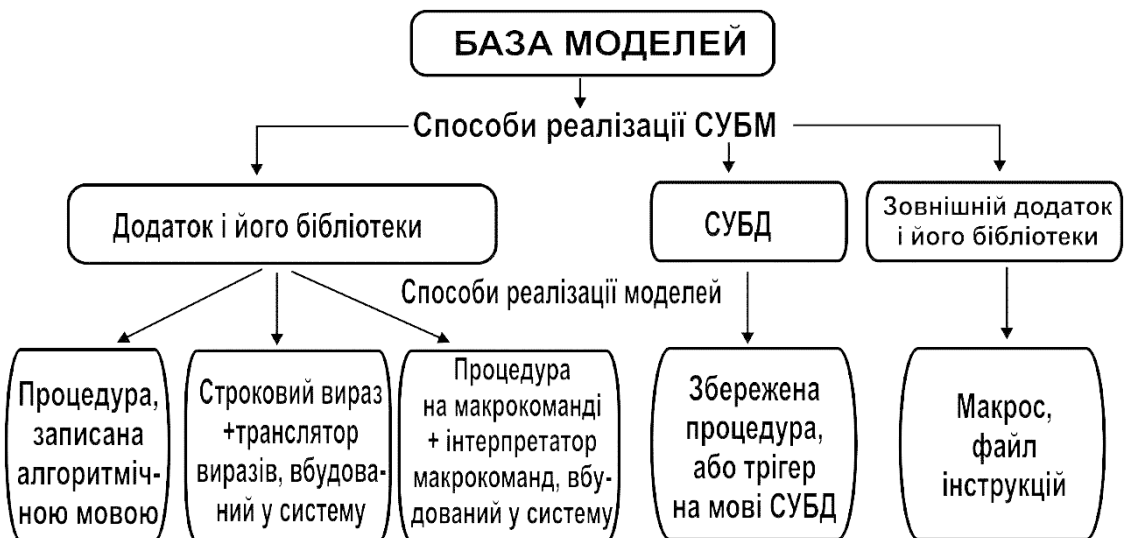 БАЗА МОДЕЛЕЙ
Способи реалізації СУБМ
Додаток і його бібліотеки
СУБД
Зовнішній додаток
і його бібліотеки
Способи реалізації моделей
Процедура,
записана
алгоритміч-
ною мовою
Строковий вираз
+транслятор
виразів, вбудова-
ний у систему
Процедура
на макрокоманді
+ інтерпретатор
макрокоманд, вбу-
дований у систему
Збережена
процедура,
або трігер
на мові СУБД
Макрос,
файл
інструкцій